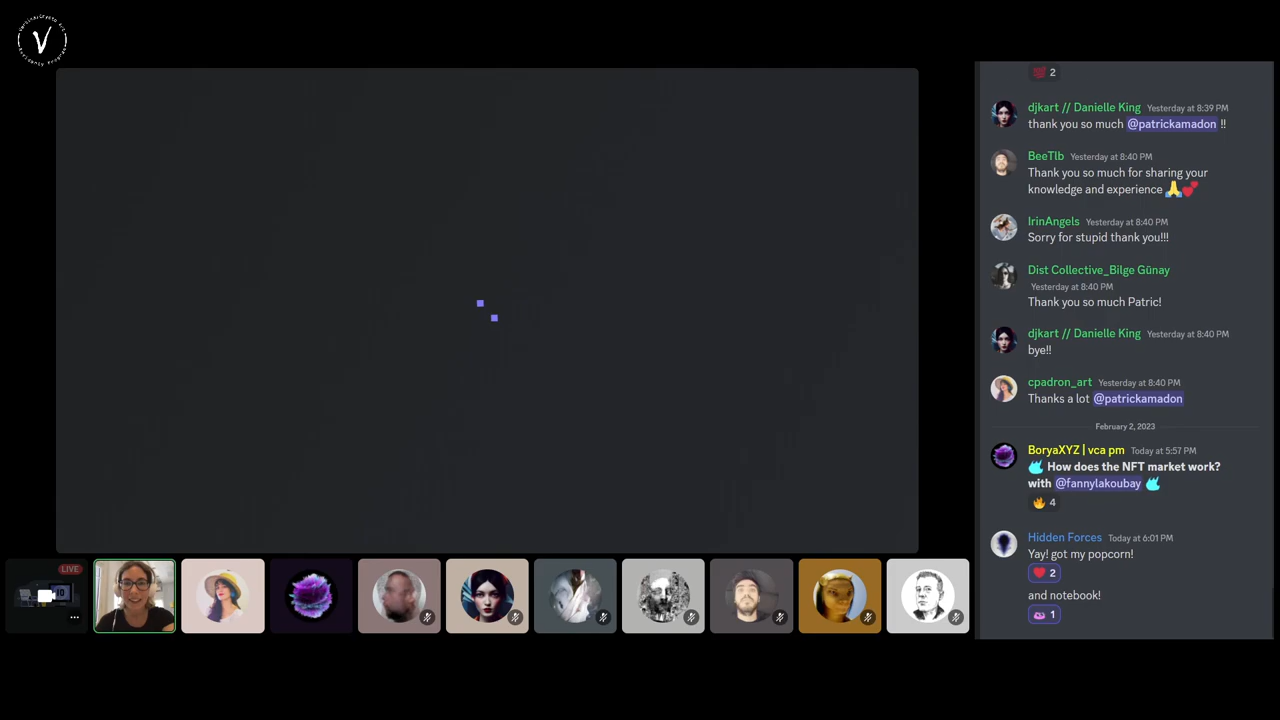 V
LIVE
2
djkart // Danielle King Yesterday at 8:39 PM
thank you so much @patrickamadon !!
BeeTlb Yesterday at 8:40 PM
Thank you so much for sharing your
knowledge and experience 🙏💕
IrinAngels Yesterday at 8:40 PM
Sorry for stupid thank you!!!
Dist Collective_Bilge Günay
Yesterday at 8:40 PM
Thank you so much Patric!
djkart // Danielle King Yesterday at 8:40 PM
bye!!
cpadron_art Yesterday at 8:40 PM
Thanks a lot @patrickamadon
February 2, 2023
BoryaXYZ | vca pm Today at 5:57 PM
How does the NFT market work?
with @fannylakoubay
🔥 4
Hidden Forces Today at 6:01 PM
Yay! got my popcorn!
❤️ 2
and notebook!
1